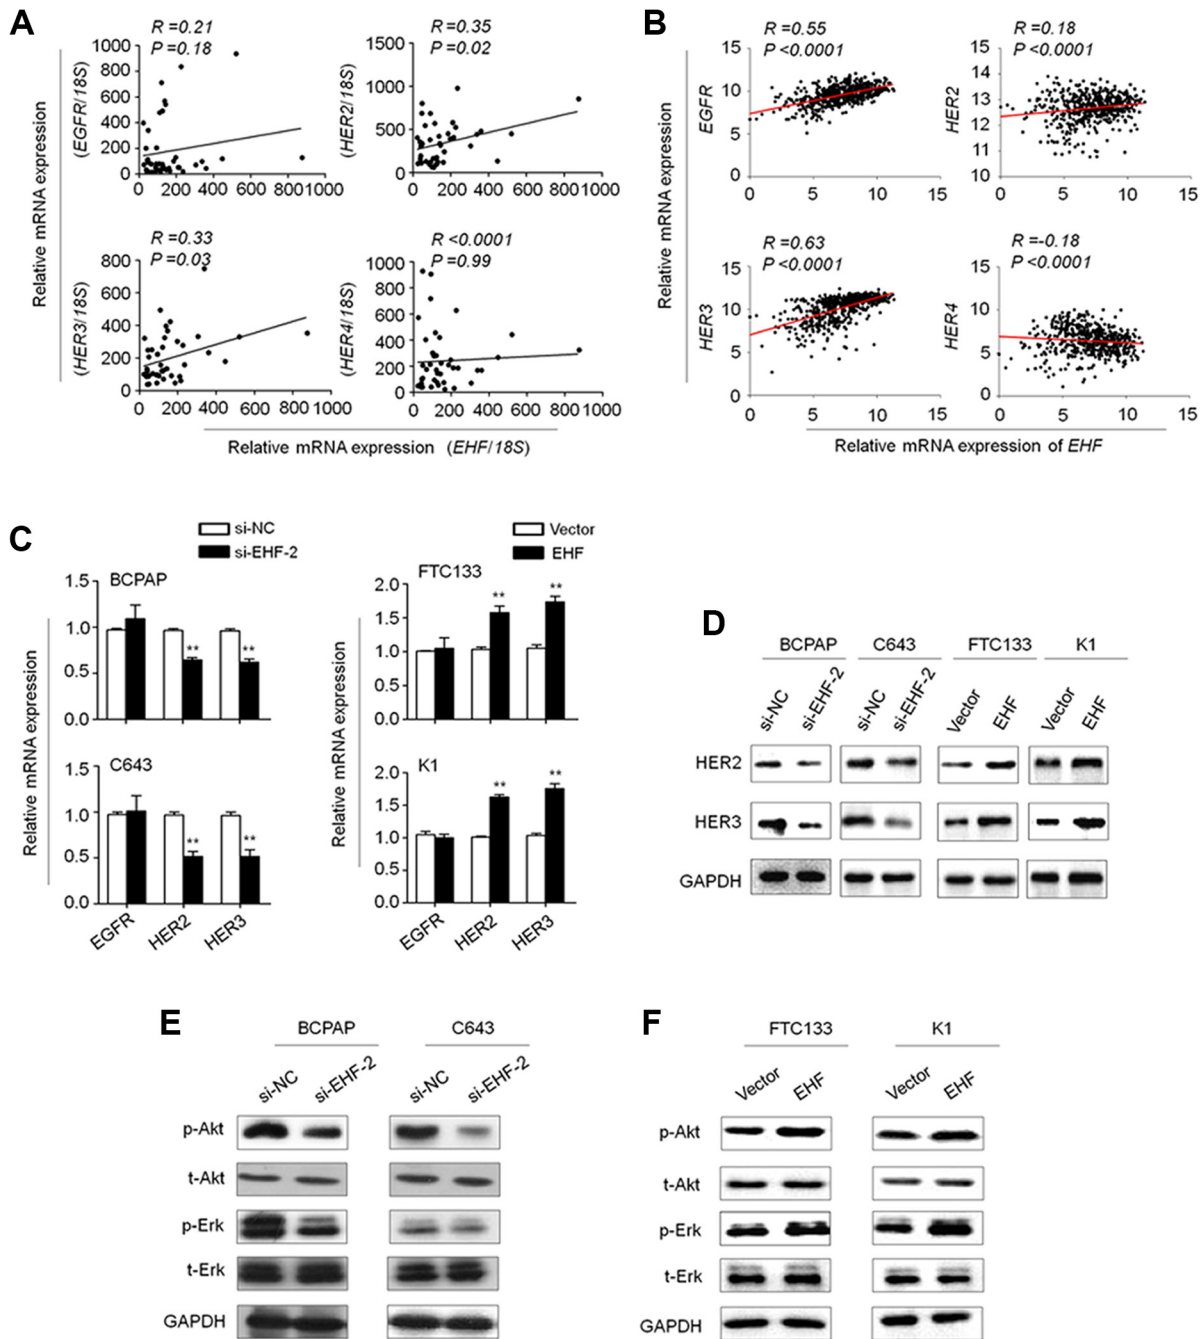 A
R =0.21
P =0.18
R =0.35
P =0.02
Relative mRNA expression
(EGFR/18S)
1000
800
600
400
200
0
0 200 400 600 800 1000
(HER2/18S)
1500
1000
500
0
0 200 400 600 800 1000
R =0.33
P =0.03
R <0.0001
P =0.99
(HER3/18S)
800
600
400
200
0
0 200 400 600 800 1000
(HER4/18S)
1000
800
600
400
200
0
0 200 400 600 800 1000
Relative mRNA expression (EHF/18S)
B
R =0.55
P <0.0001
R =0.18
P <0.0001
Relative mRNA expression
EGFR
15
10
5
0
0 5 10 15
HER2
15
14
13
12
11
10
0 5 10 15
R =0.63
P <0.0001
R =-0.18
P <0.0001
HER3
15
10
5
0
0 5 10 15
HER4
15
10
5
0
0 5 10 15
Relative mRNA expression of EHF
C
si-NC
si-EHF-2
Vector
EHF
Relative mRNA expression
BCPAP
1.5
1.0
0.5
0.0
** **
C643
1.5
1.0
0.5
0.0
** **
EGFR HER2 HER3
Relative mRNA expression
FTC133
2.0
1.5
1.0
0.5
0.0
** **
K1
2.0
1.5
1.0
0.5
0.0
** **
EGFR HER2 HER3
D
BCPAP C643 FTC133 K1
si-NC si-EHF-2 si-NC si-EHF-2 Vector EHF Vector EHF
HER2
HER3
GAPDH
E
BCPAP C643
si-NC si-EHF-2 si-NC si-EHF-2
p-Akt
t-Akt
p-Erk
t-Erk
GAPDH
F
FTC133 K1
Vector EHF Vector EHF
p-Akt
t-Akt
p-Erk
t-Erk
GAPDH